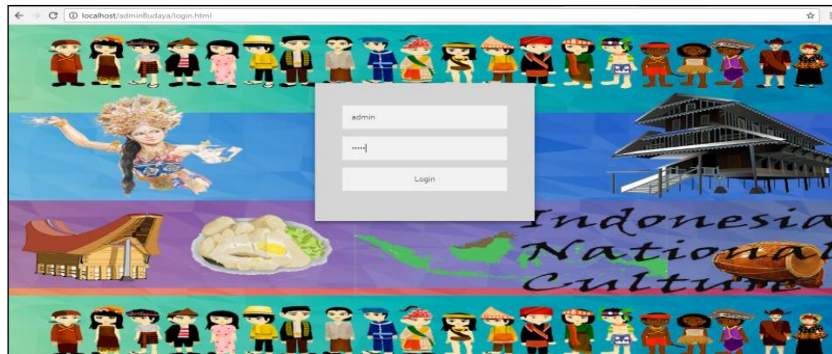 localhost/adminBudaya/login.html
admin
•••••
Login
Indonesia
National
Culture